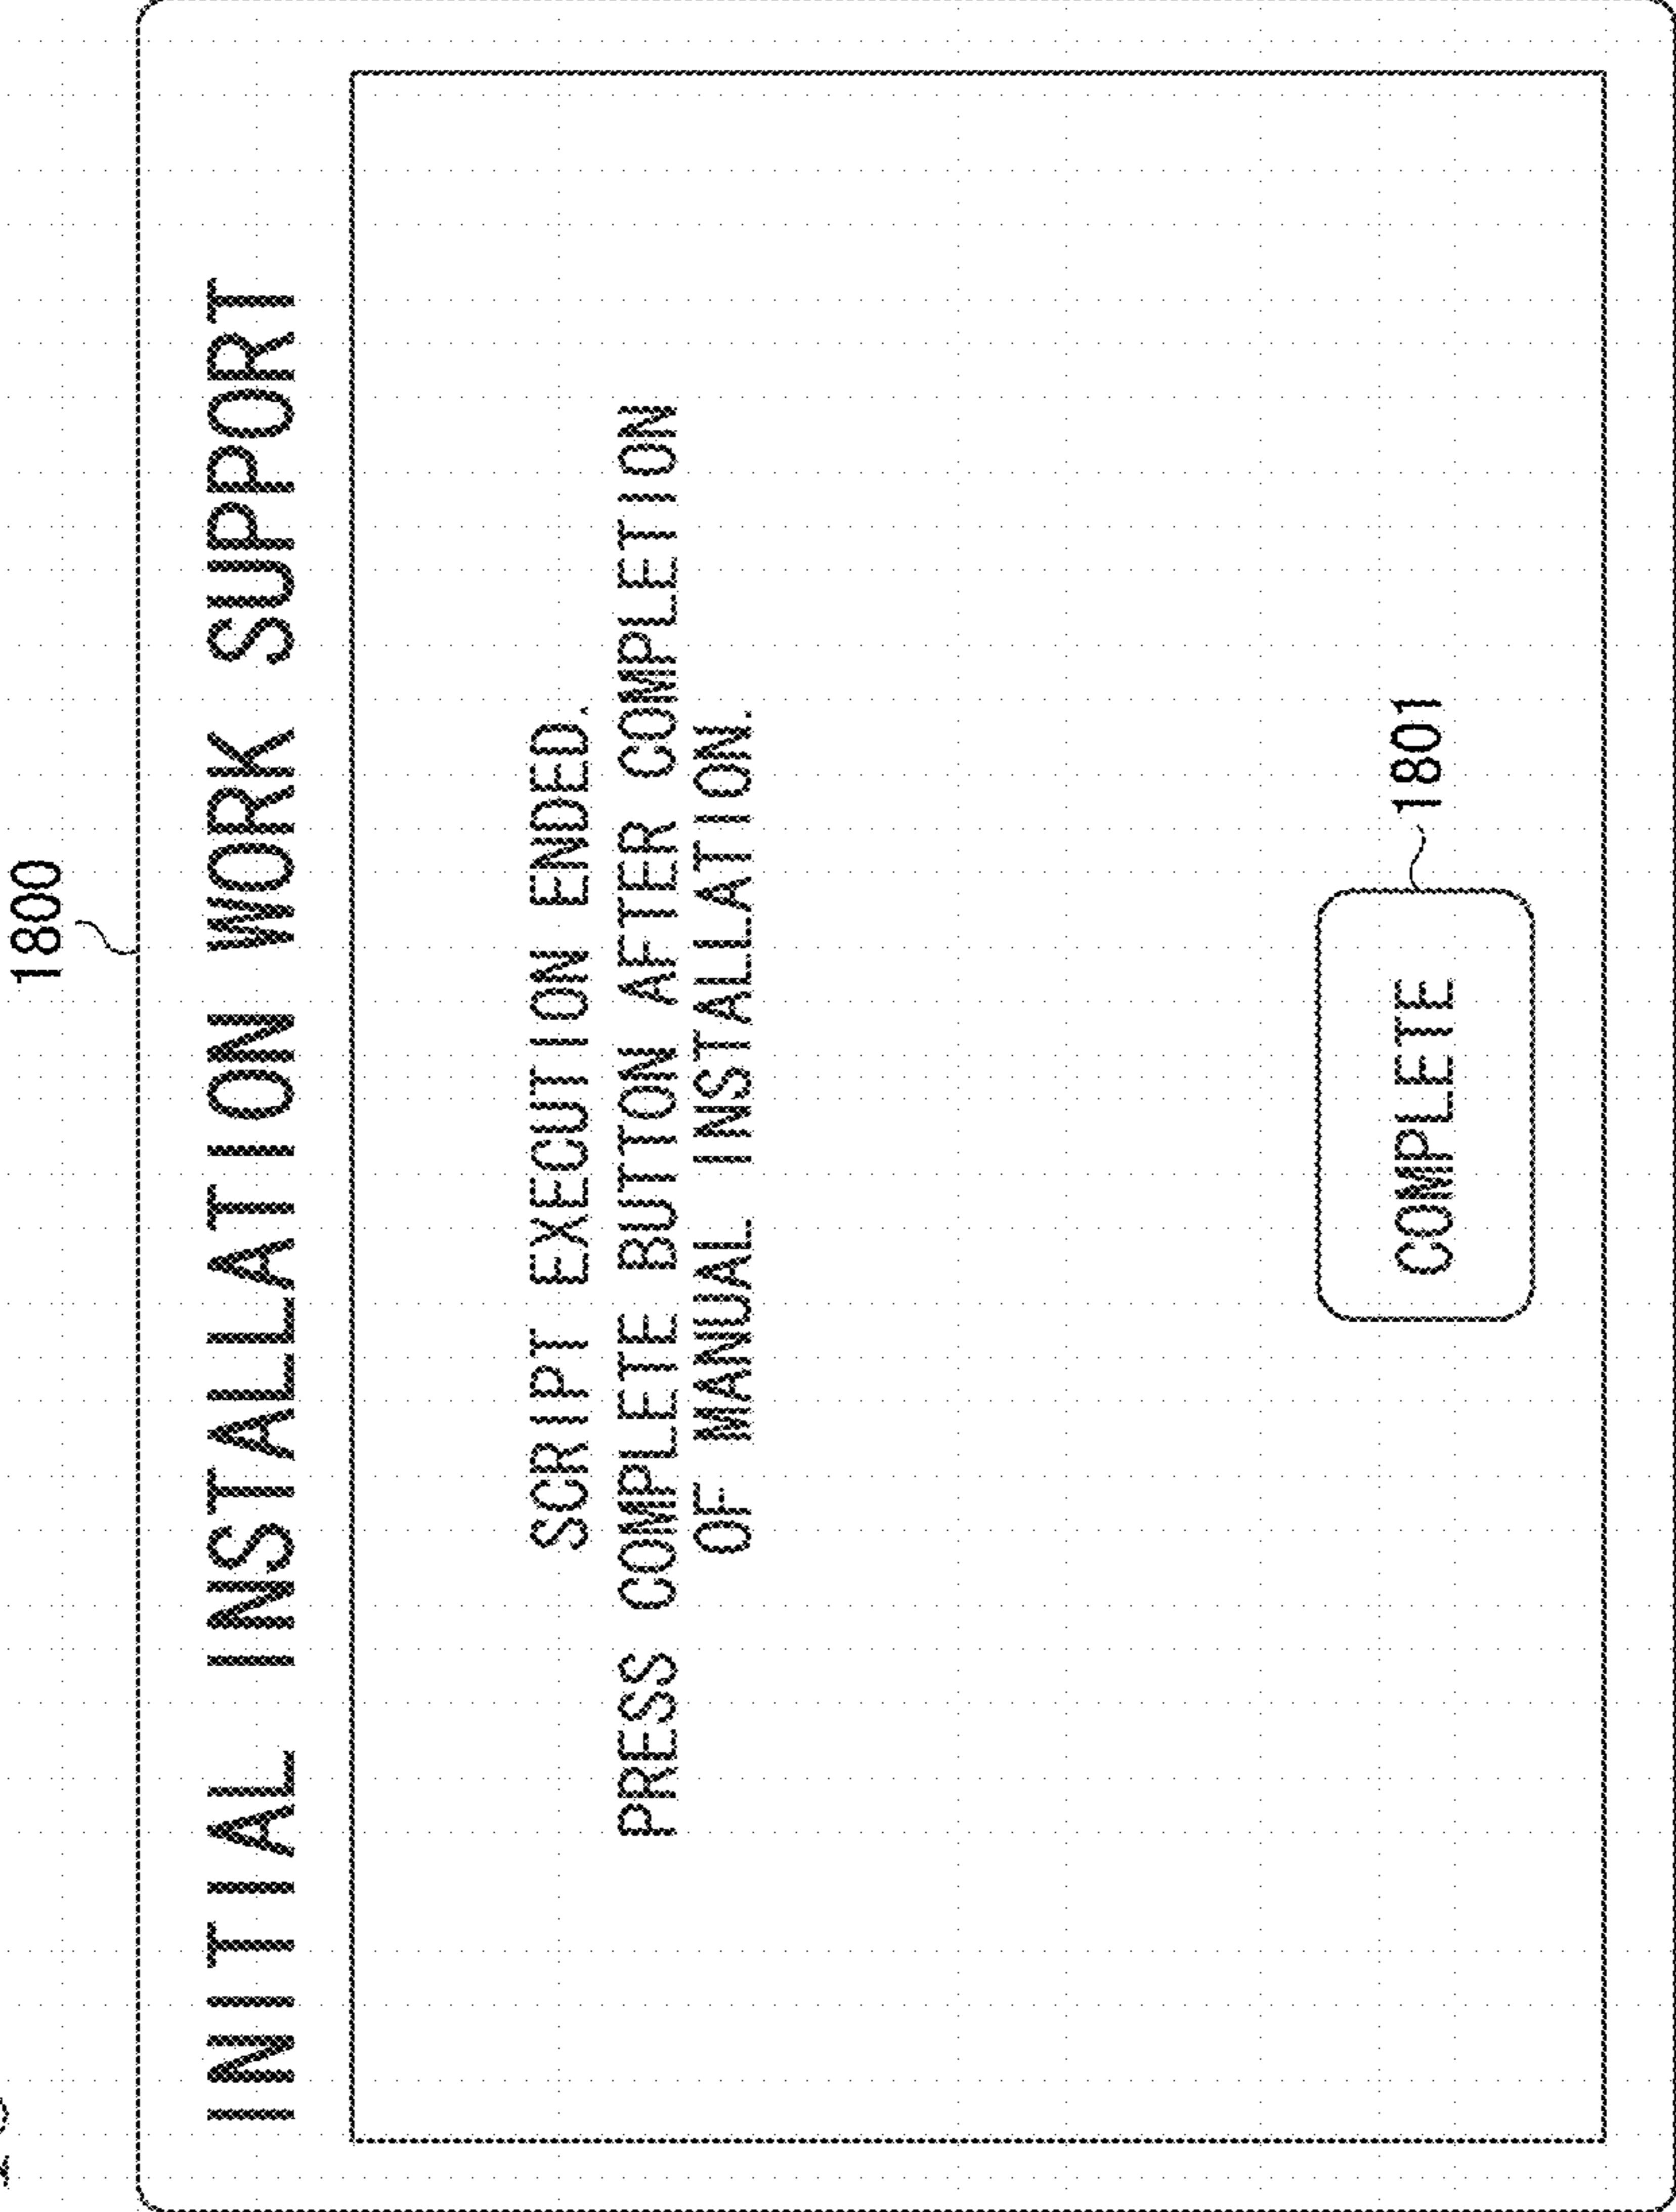 1800
INITIAL INSTALLATION WORK SUPPORT
SCRIPT EXECUTION ENDED.
PRESS COMPLETE BUTTON AFTER COMPLETION
OF MANUAL INSTALLATION.
COMPLETE
1801